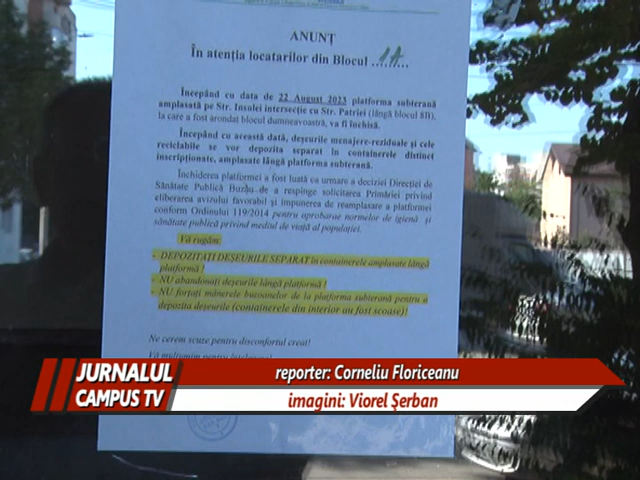 ANUNȚ
În atenția locatarilor din Blocul ..1A......
Începând cu data de 22 August 2023 platforma subterană
amplasată pe Str. Invoiei intersecție cu Str. Patriei (lângă blocul 8B),
la care a fost arondat blocul dumneavoastră, va fi închisă.
Începând cu această dată, deșeurile menajere-reziduale și cele
reciclabile se vor depozita separat în containerele distinct
inscripționate, amplasate lângă platforma subterană.
Închiderea platformei a fost luată ca urmare a deciziei Direcției de
Sănătate Publică Buzău de a respinge solicitarea Primăriei privind
eliberarea avizului favorabil și impunerea de reamplasare a platformei
conform Ordinului 119/2014 pentru aprobarea normelor de igienă și
sănătate publică privind mediul de viață al populației.
Vă rugăm:
- DEPOZITAȚI DEȘEURILE SEPARAT în containerele amplasate lângă
platformă !
- NU abandonați deșeurile lângă platformă !
- NU forțați mânerele buzoanelor de la platforma subterană pentru a
depozita deșeurile (containerele din interior au fost scoase)!
Ne cerem scuze pentru disconfortul creat!
Vă mulțumim pentru înțelegere!
JURNALUL
CAMPUS TV
reporter: Corneliu Floriceanu
imagini: Viorel Șerban